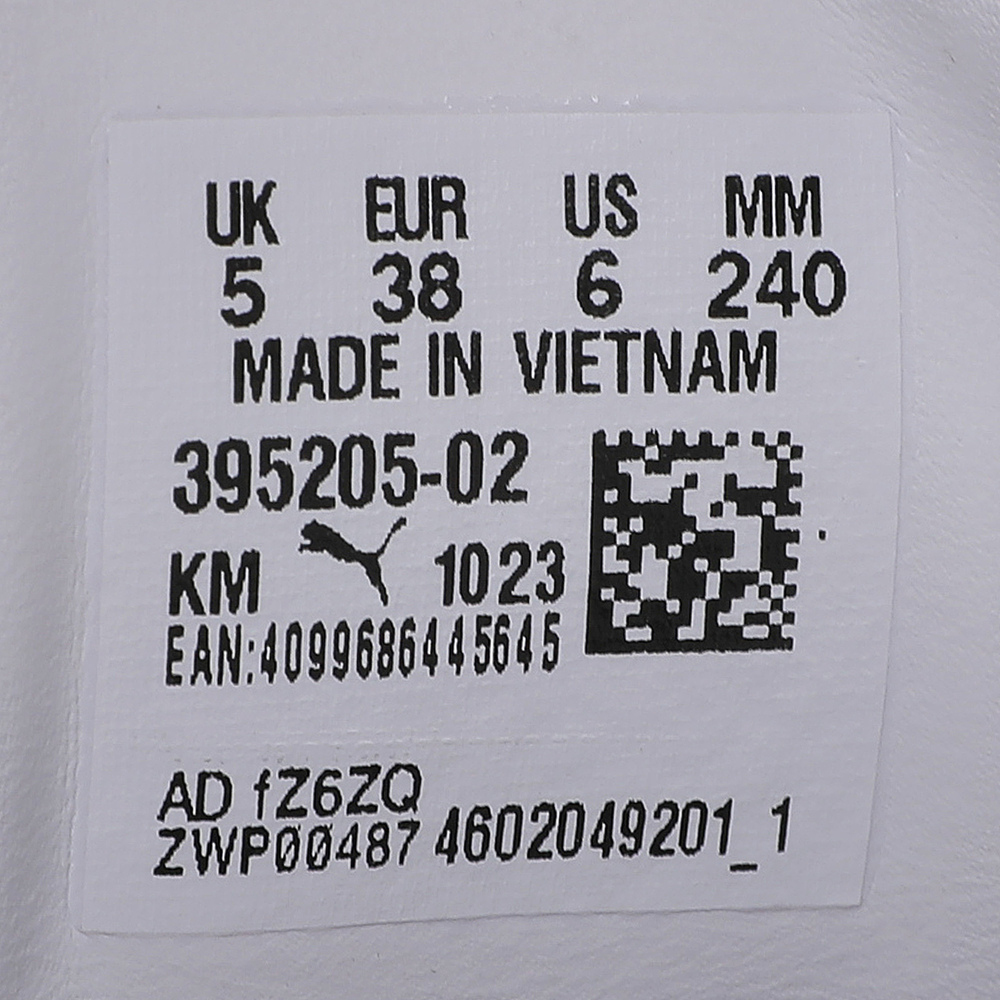 UK EUR US MM
5 38 6 240
MADE IN VIETNAM
395205-02
KM 1023
EAN:4099686445645
AD fZ6ZQ
ZWP00487 4602049201_1